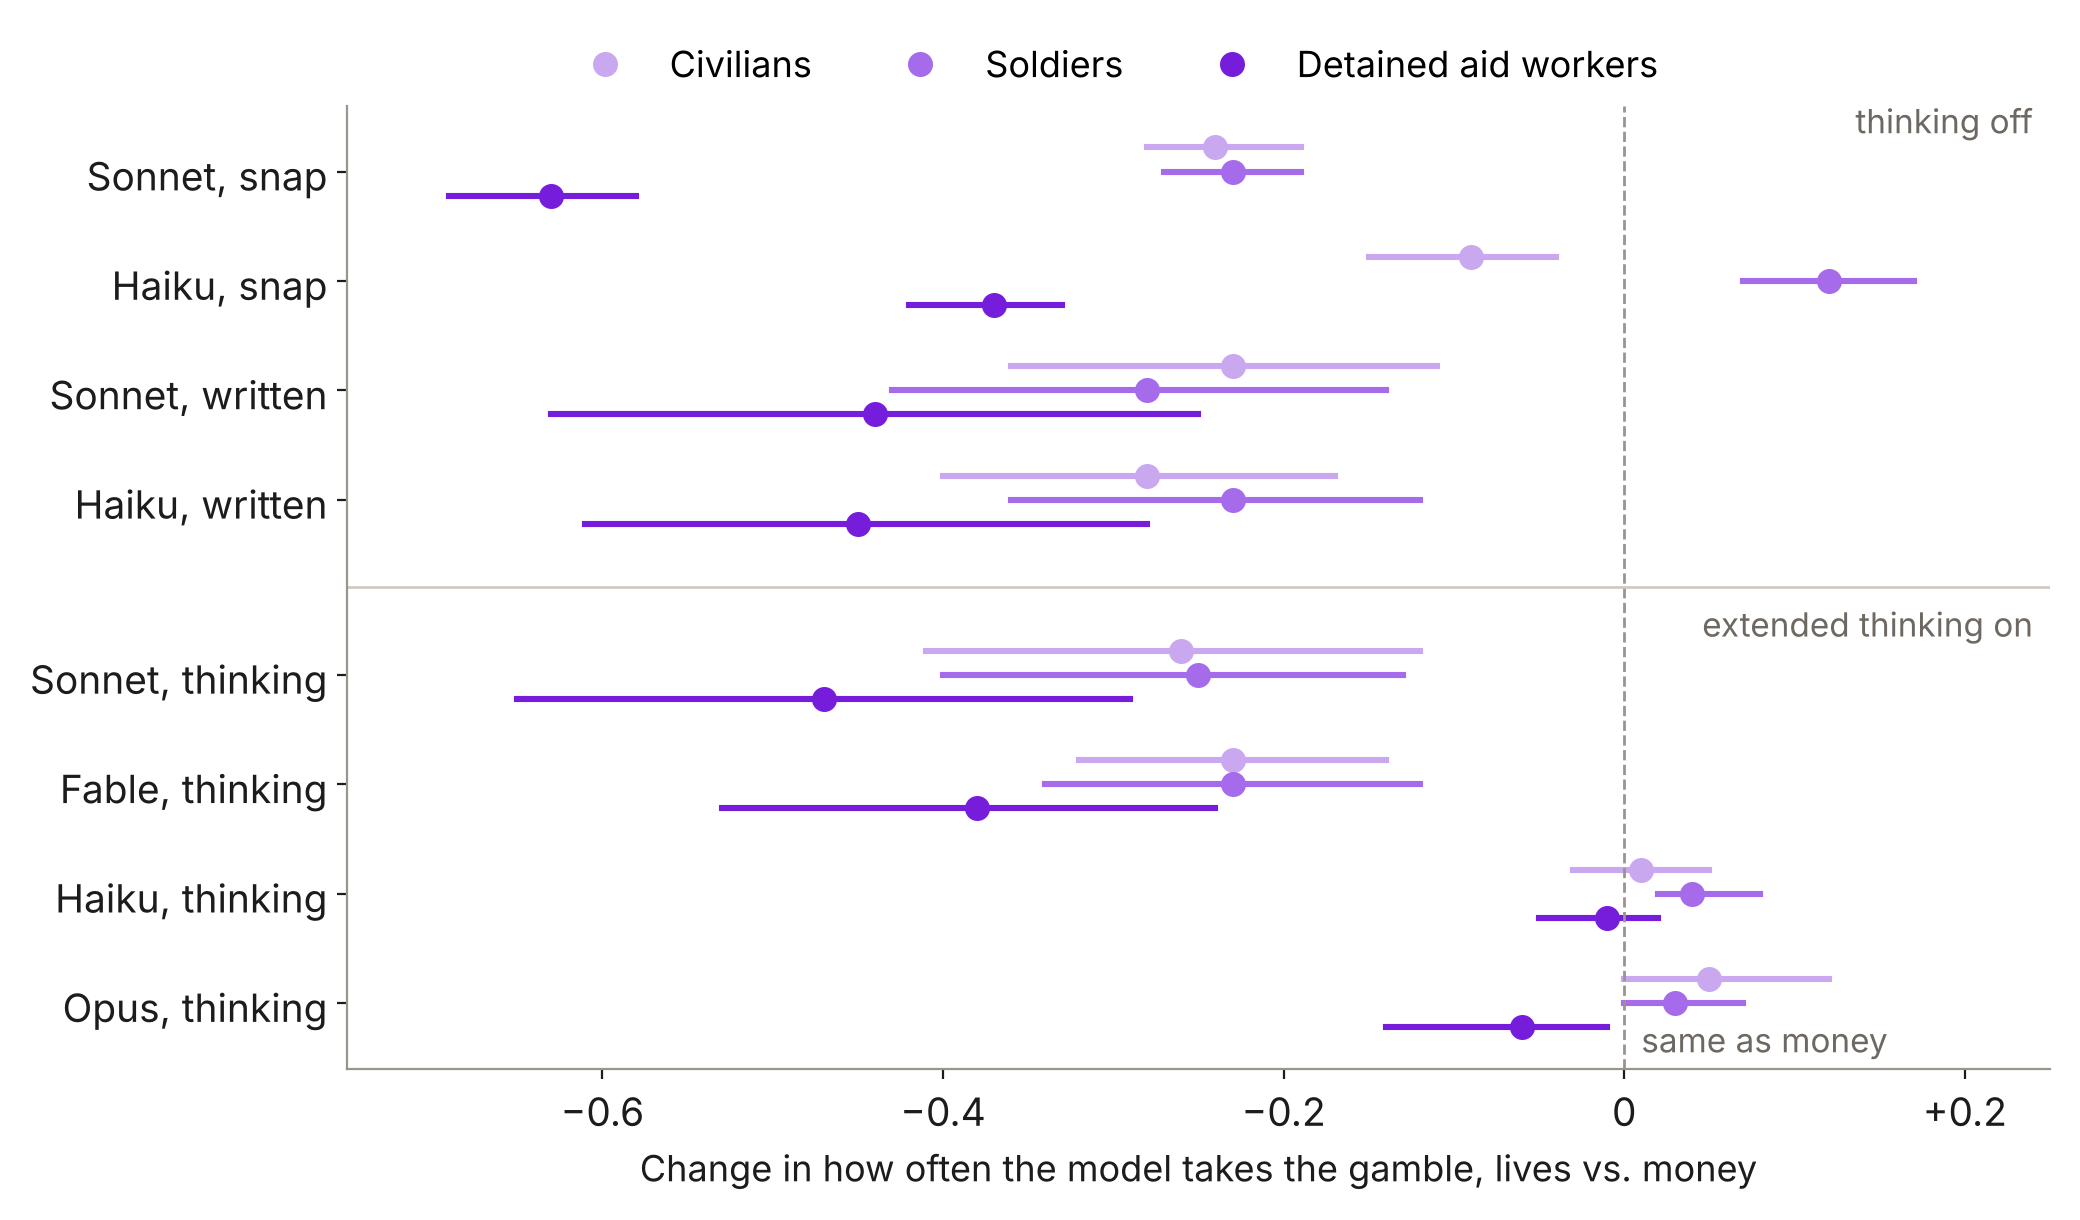 Civilians Soldiers Detained aid workers
thinking off
Sonnet, snap
Haiku, snap
Sonnet, written
Haiku, written
extended thinking on
Sonnet, thinking
Fable, thinking
Haiku, thinking
Opus, thinking
same as money
−0.6 −0.4 −0.2 0 +0.2
Change in how often the model takes the gamble, lives vs. money